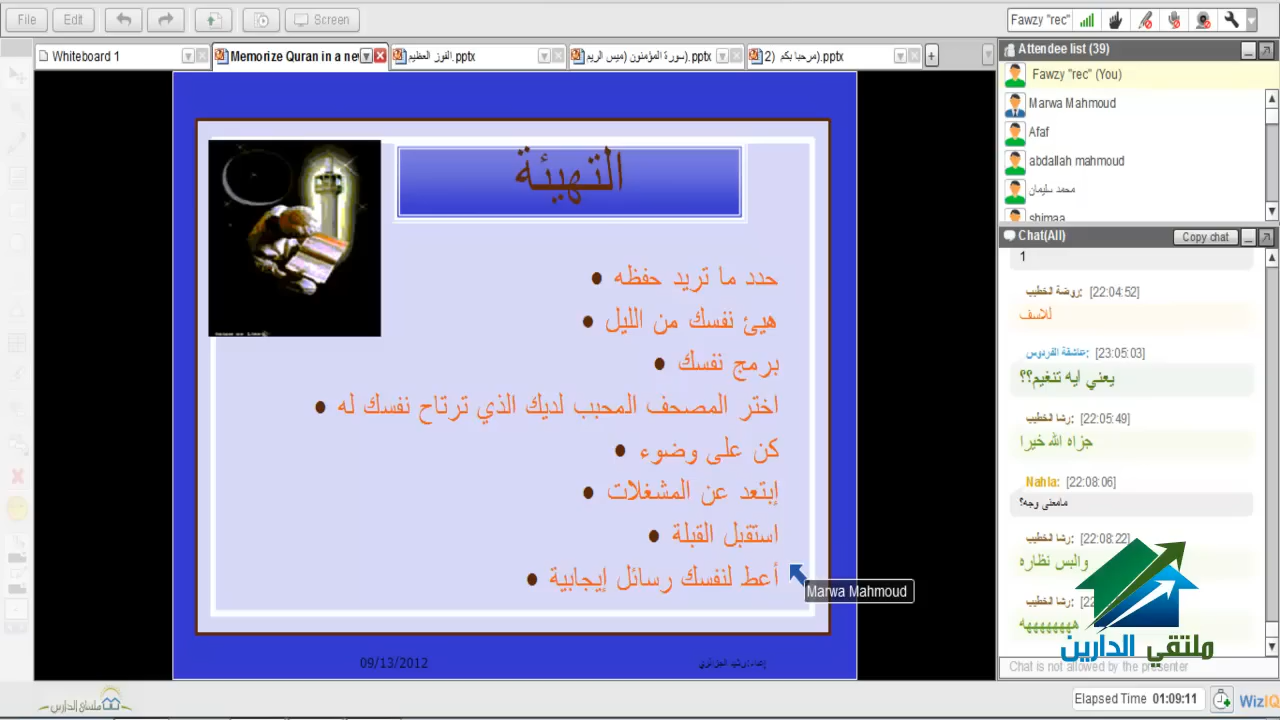 File
Edit
Screen
Fawzy "rec"
Whiteboard 1
Memorize Quran in a nev
الفوز العظيم.pptx
سورة المؤمنون (ميس الريم).pptx
مرحبا بكم (2).pptx
Attendee list (39)
Fawzy "rec" (You)
Marwa Mahmoud
Afaf
abdallah mahmoud
محمد سليمان
shimaa
التهيئة
حدد ما تريد حفظه
هيئ نفسك من الليل
برمج نفسك
اختر المصحف المحبب لديك الذي ترتاح نفسك له
كن على وضوء
إبتعد عن المشغلات
استقبل القبلة
أعط لنفسك رسائل إيجابية
Marwa Mahmoud
09/13/2012
Chat(All)
Copy chat
1
روضة الخطيب: [22:04:52]
للاسف
عاشقة الفردوس: [23:05:03]
يعني ايه تنغيم؟؟
رشا الخطيب: [22:05:49]
جزاه الله خيرا
Nahla: [22:08:06]
مامعنى وجه؟
رشا الخطيب: [22:08:22]
والبس نظاره
رشا الخطيب: [22
هههههههه
ملتقي الدارين
Chat is not allowed by the presenter
Elapsed Time 01:09:11
WizIQ